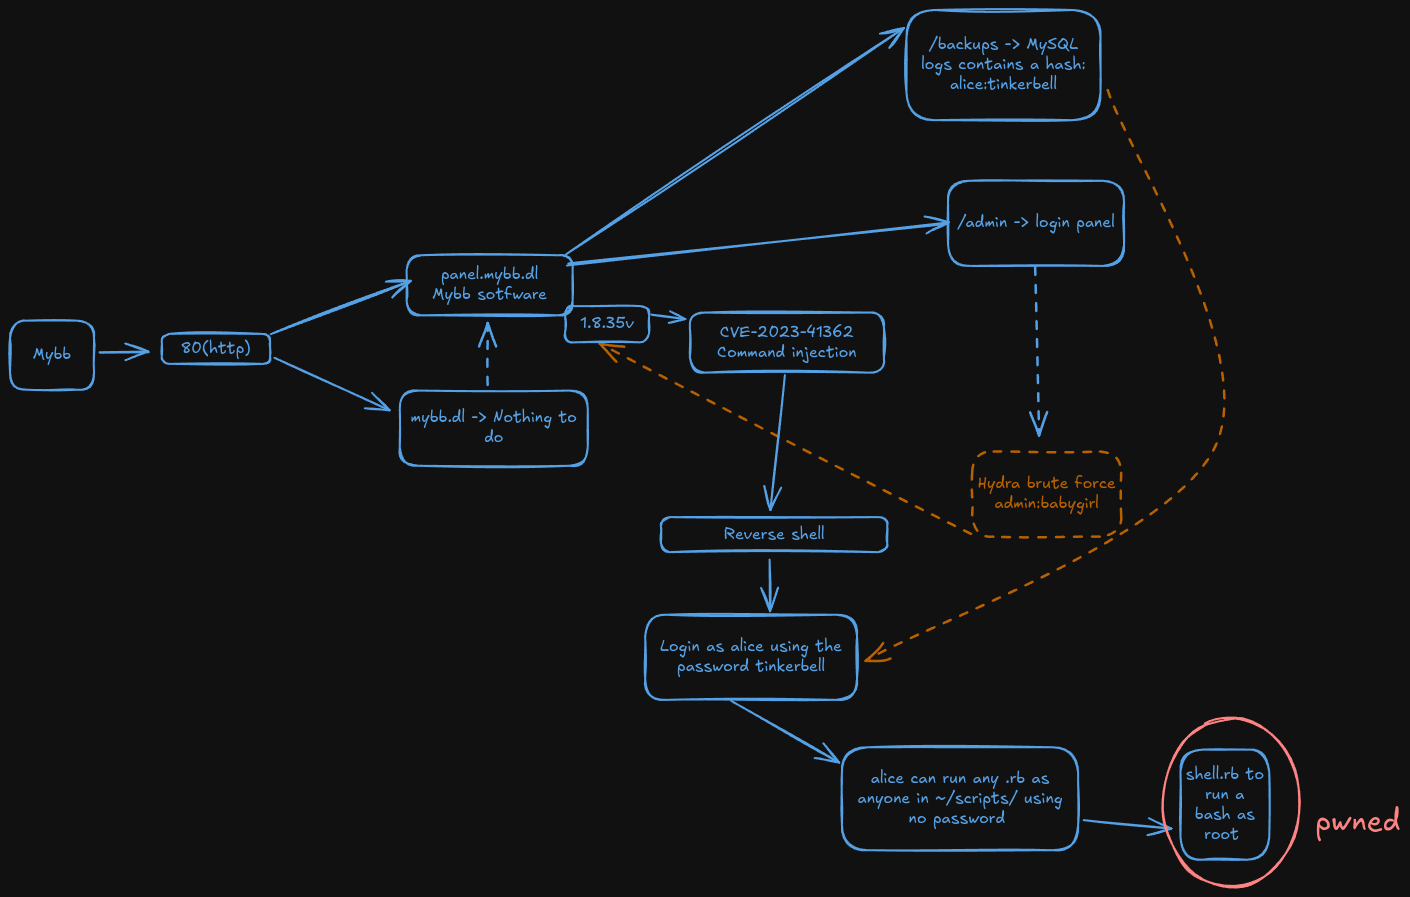 /backups -> MySQL
logs contains a hash:
alice:tinkerbell
/admin -> login panel
panel.mybb.dl
Mybb sotfware
1.8.35v
CVE-2023-41362
Command injection
Mybb
80(http)
mybb.dl -> Nothing to
do
Hydra brute force
admin:babygirl
Reverse shell
Login as alice using the
password tinkerbell
alice can run any .rb as
anyone in ~/scripts/ using
no password
shell.rb to
run a
bash as
root
pwned